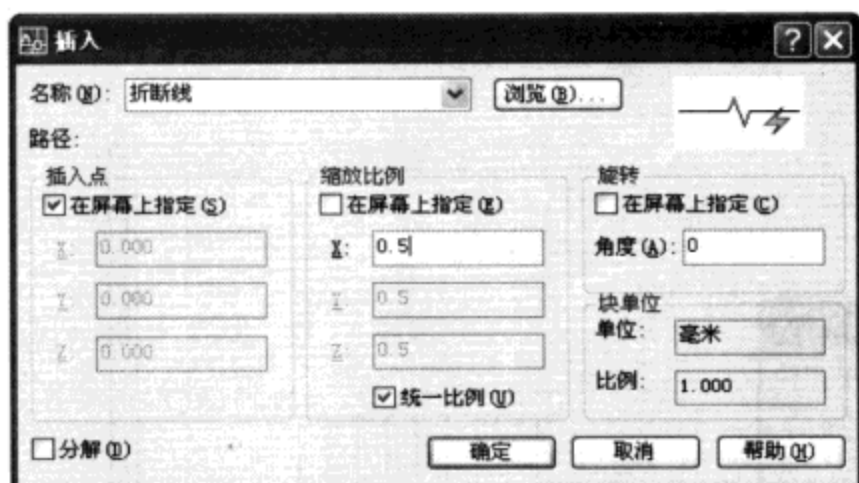 插入
名称(N): 折断线 浏览(B)...
路径:
插入点 缩放比例 旋转
在屏幕上指定(S) 在屏幕上指定(E) 在屏幕上指定(C)
X: 0.000 X: 0.5 角度(A): 0
Y: 0.000 Y: 0.5 块单位
单位: 毫米
Z: 0.000 Z: 0.5
比例: 1.000
统一比例(U)
分解(D) 确定 取消 帮助(H)